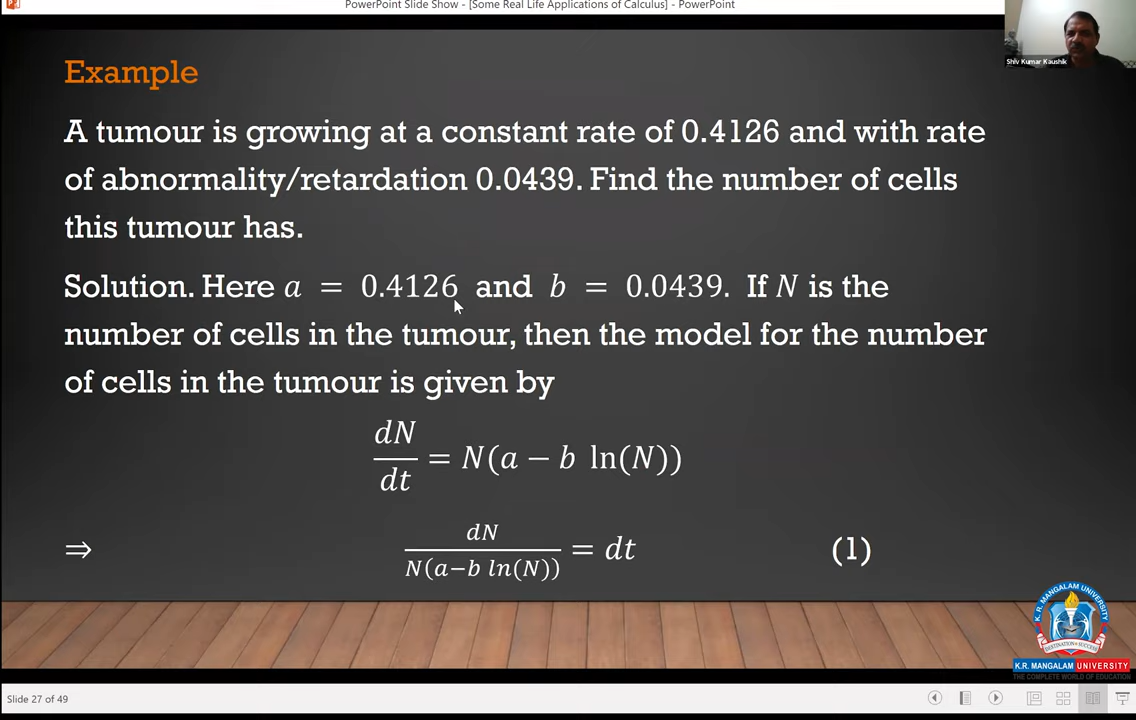 PowerPoint Slide Show - [Some Real Life Applications of Calculus] - PowerPoint
Shiv Kumar Kaushik
Example
A tumour is growing at a constant rate of 0.4126 and with rate
of abnormality/retardation 0.0439. Find the number of cells
this tumour has.
Solution. Here a = 0.4126 and b = 0.0439. If N is the
number of cells in the tumour, then the model for the number
of cells in the tumour is given by
dN/dt = N(a − b ln(N))
⇒ dN/N(a−b ln(N)) = dt (1)
K. R. MANGALAM UNIVERSITY
K.R. MANGALAM UNIVERSITY
THE COMPLETE WORLD OF EDUCATION
Slide 27 of 49